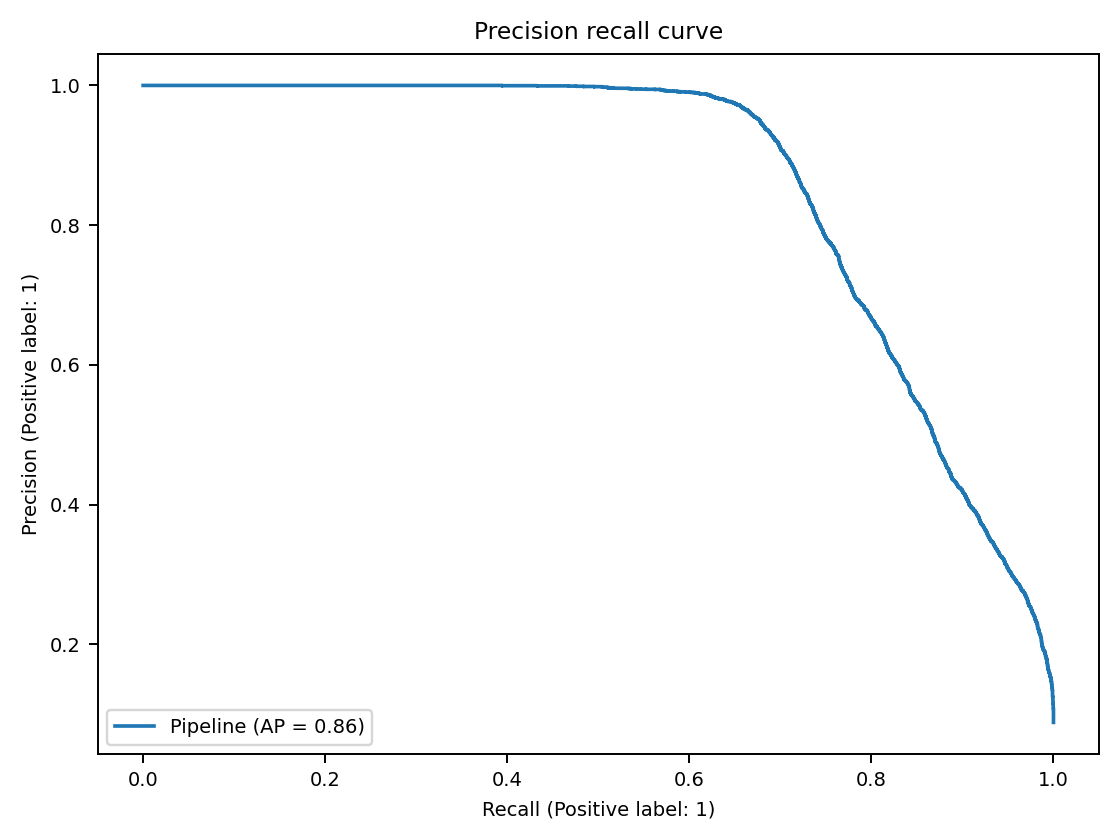 Precision recall curve
1.0
0.8
0.6
0.4
0.2
Precision (Positive label: 1)
Pipeline (AP = 0.86)
0.0
0.2
0.4
0.6
0.8
1.0
Recall (Positive label: 1)